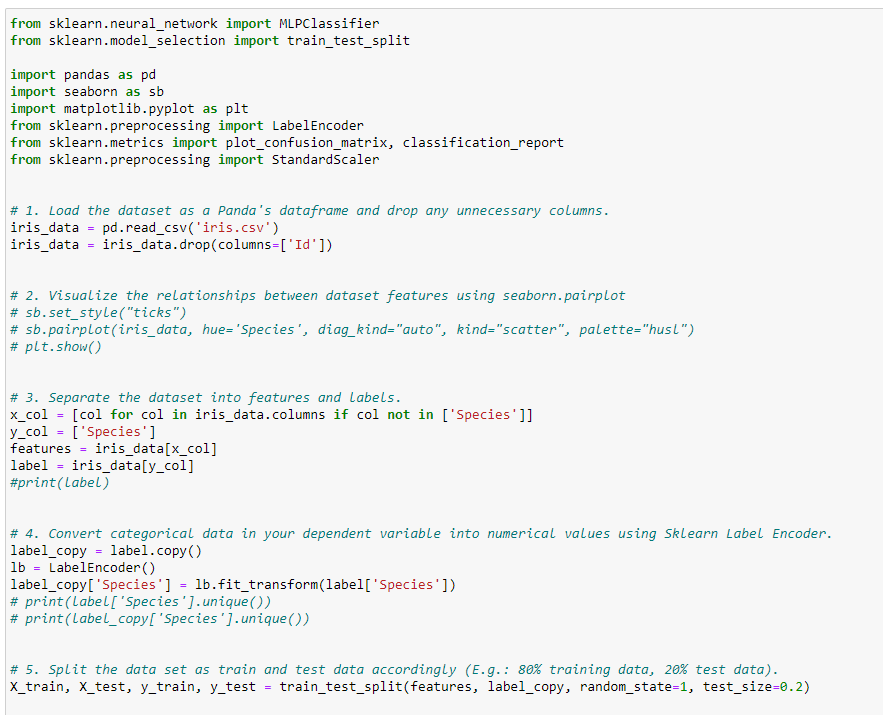 from sklearn.neural_network import MLPClassifier
from sklearn.model_selection import train_test_split
import pandas as pd
import seaborn as sb
import matplotlib.pyplot as plt
from sklearn.preprocessing import LabelEncoder
from sklearn.metrics import plot_confusion_matrix, classification_report
from sklearn.preprocessing import StandardScaler
# 1. Load the dataset as a Panda's dataframe and drop any unnecessary columns.
iris_data = pd.read_csv('iris.csv')
iris_data = iris_data.drop(columns=['Id'])
# 2. Visualize the relationships between dataset features using seaborn.pairplot
# sb.set_style("ticks")
# sb.pairplot(iris_data, hue='Species', diag_kind="auto", kind="scatter", palette="husl")
# plt.show()
# 3. Separate the dataset into features and labels.
x_col = [col for col in iris_data.columns if col not in ['Species']]
y_col = ['Species']
features = iris_data[x_col]
label = iris_data[y_col]
#print(label)
# 4. Convert categorical data in your dependent variable into numerical values using Sklearn Label Encoder.
label_copy = label.copy()
lb = LabelEncoder()
label_copy['Species'] = lb.fit_transform(label['Species'])
# print(label['Species'].unique())
# print(label_copy['Species'].unique())
# 5. Split the data set as train and test data accordingly (E.g.: 80% training data, 20% test data).
X_train, X_test, y_train, y_test = train_test_split(features, label_copy, random_state=1, test_size=0.2)